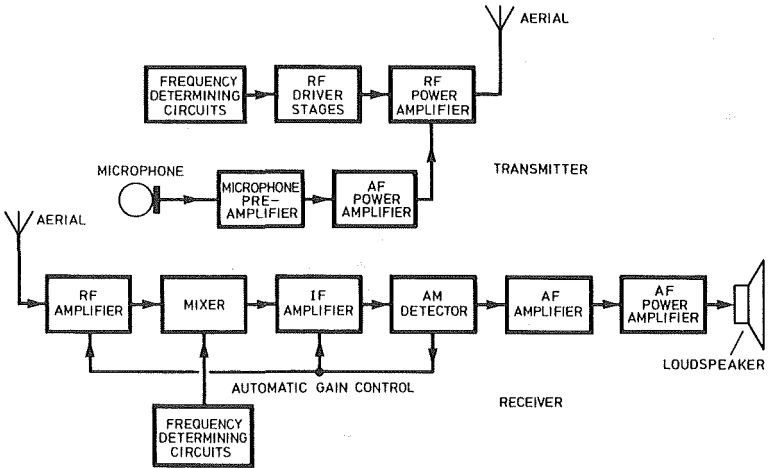 AERIAL
FREQUENCY
DETERMINING
CIRCUITS
RF
DRIVER
STAGES
RF
POWER
AMPLIFIER
TRANSMITTER
MICROPHONE
MICROPHONE
PRE-
AMPLIFIER
AF
POWER
AMPLIFIER
AERIAL
RF
AMPLIFIER
MIXER
IF
AMPLIFIER
AM
DETECTOR
AF
AMPLIFIER
AF
POWER
AMPLIFIER
LOUDSPEAKER
AUTOMATIC GAIN CONTROL
RECEIVER
FREQUENCY
DETERMINING
CIRCUITS